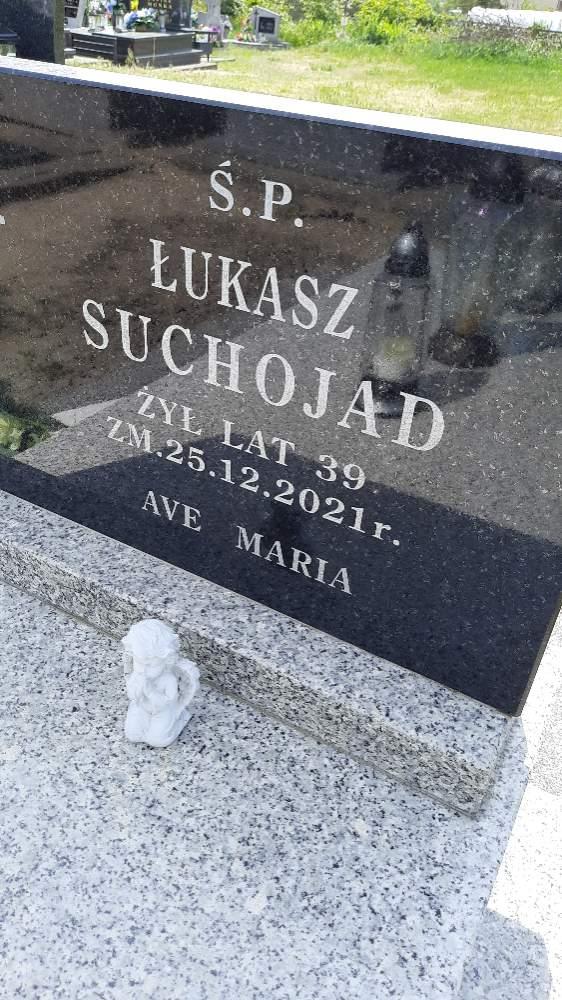 Ś.P.
ŁUKASZ
SUCHOJAD
ŻYŁ LAT 39
ZM.25.12.2021r.
AVE MARIA